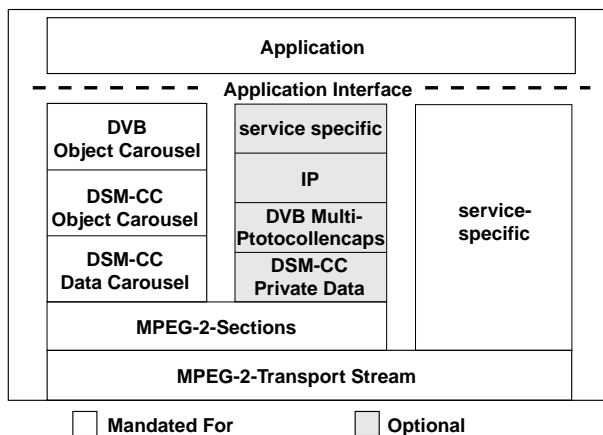 Application
Application Interface
DVB
Object Carousel
DSM-CC
Object Carousel
DSM-CC
Data Carousel
service specific
IP
DVB Multi-
Ptotocollencaps
DSM-CC
Private Data
service-
specific
MPEG-2-Sections
MPEG-2-Transport Stream
Mandated For
Optional